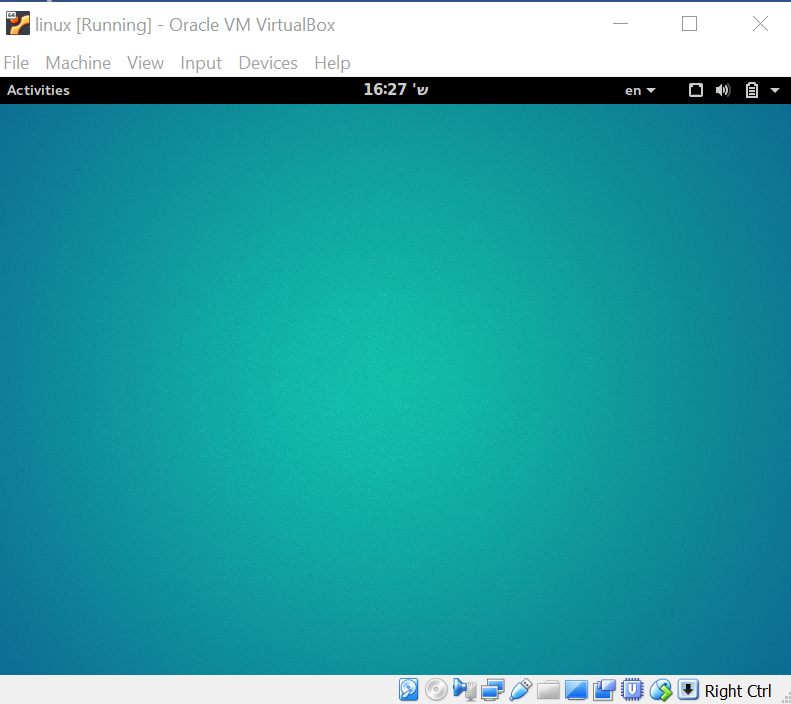 linux [Running] - Oracle VM VirtualBox
File Machine View Input Devices Help
Activities 16:27 'ש en
Right Ctrl